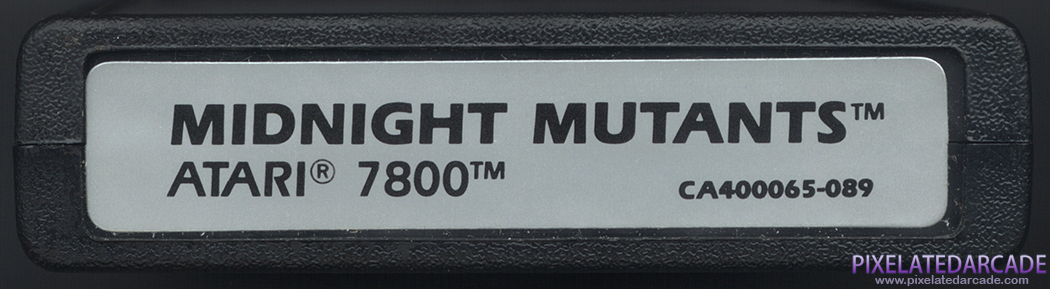 MIDNIGHT MUTANTS™
ATARI® 7800™
CA400065-089
PIXELATEDARCADE
www.pixelatedarcade.com